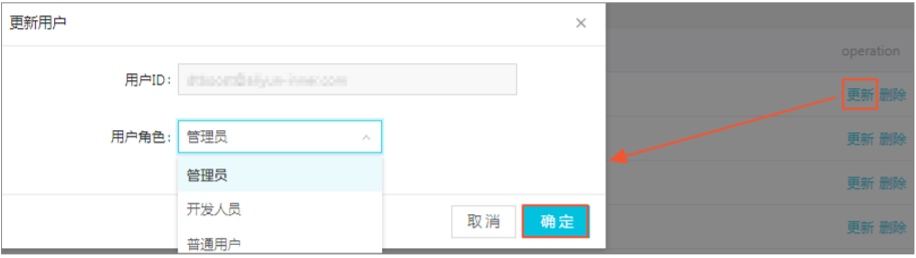 更新用户
×
operation
用户ID:
更新 删除
用户角色: 管理员
更新 删除
管理员
更新 删除
开发人员
取消 确定
更新 删除
普通用户